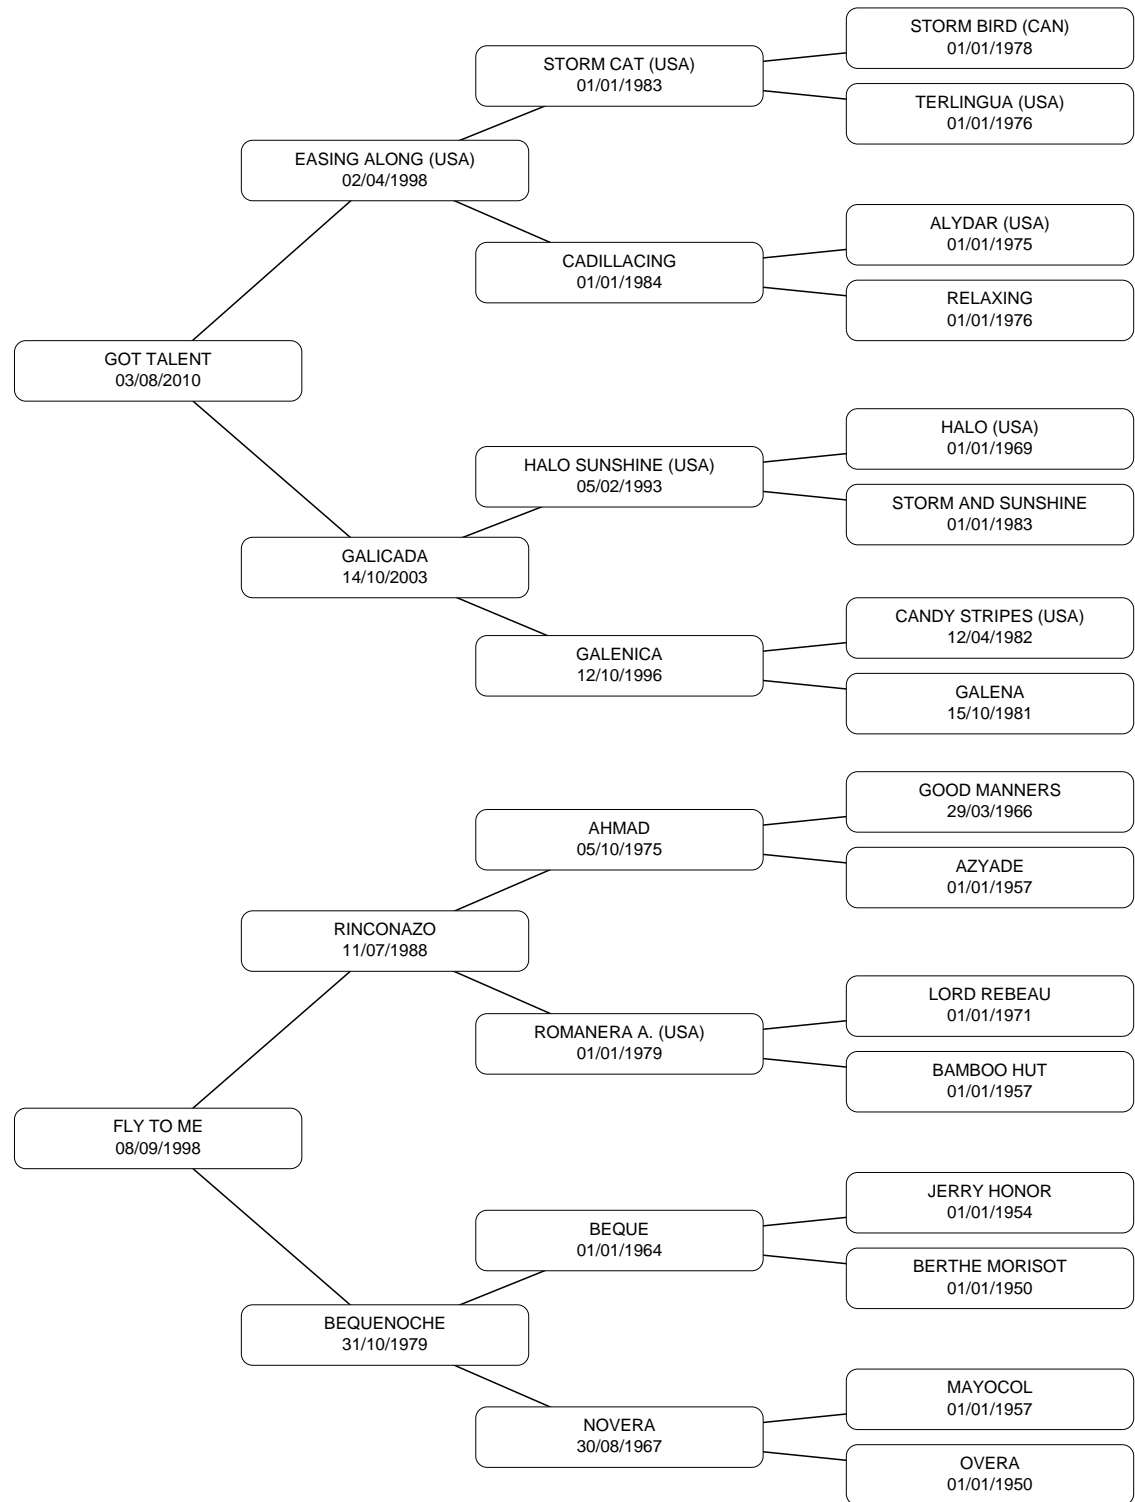 STORM BIRD (CAN)
01/01/1978
STORM CAT (USA)
01/01/1983
TERLINGUA (USA)
01/01/1976
EASING ALONG (USA)
02/04/1998
ALYDAR (USA)
01/01/1975
CADILLACING
01/01/1984
RELAXING
01/01/1976
GOT TALENT
03/08/2010
HALO (USA)
01/01/1969
HALO SUNSHINE (USA)
05/02/1993
STORM AND SUNSHINE
01/01/1983
GALICADA
14/10/2003
CANDY STRIPES (USA)
12/04/1982
GALENICA
12/10/1996
GALENA
15/10/1981
GOOD MANNERS
29/03/1966
AHMAD
05/10/1975
AZYADE
01/01/1957
RINCONAZO
11/07/1988
LORD REBEAU
01/01/1971
ROMANERA A. (USA)
01/01/1979
BAMBOO HUT
01/01/1957
FLY TO ME
08/09/1998
JERRY HONOR
01/01/1954
BEQUE
01/01/1964
BERTHE MORISOT
01/01/1950
BEQUENOCHE
31/10/1979
MAYOCOL
01/01/1957
NOVERA
30/08/1967
OVERA
01/01/1950